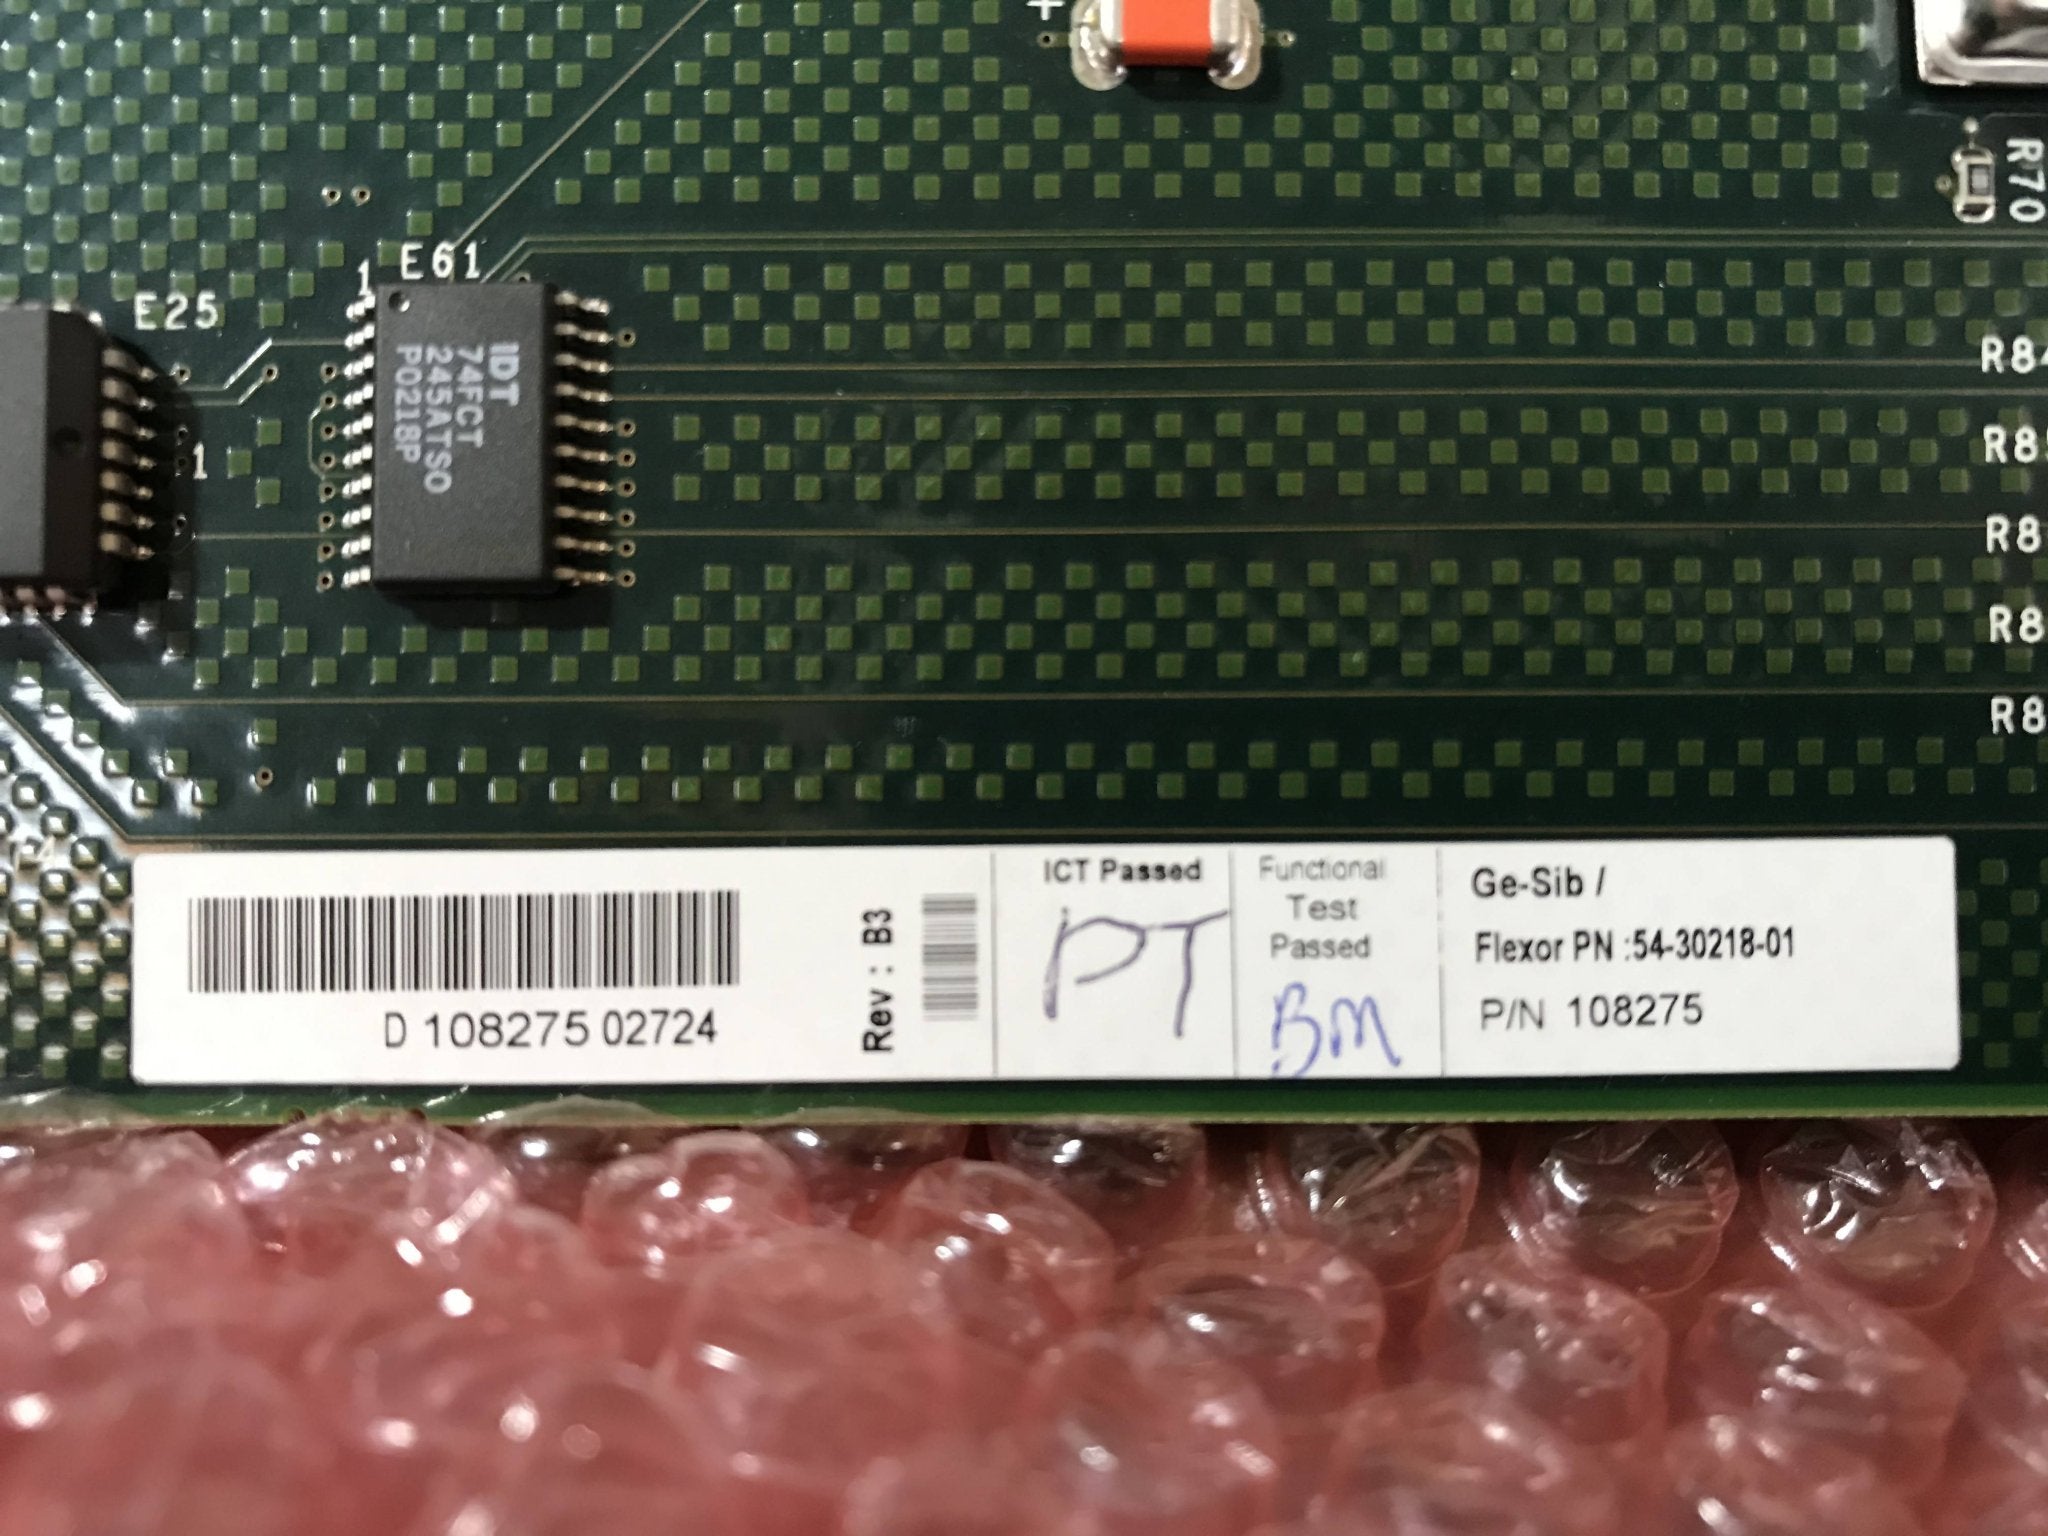 +
R70
E61
1
E25
1
IDT
74FCT
245ATSO
P0218P
R84
R8
R8
R8
R8
D 108275 02724
Rev : B3
ICT Passed
PT
Functional
Test
Passed
BM
Ge-Sib /
Flexor PN :54-30218-01
P/N 108275